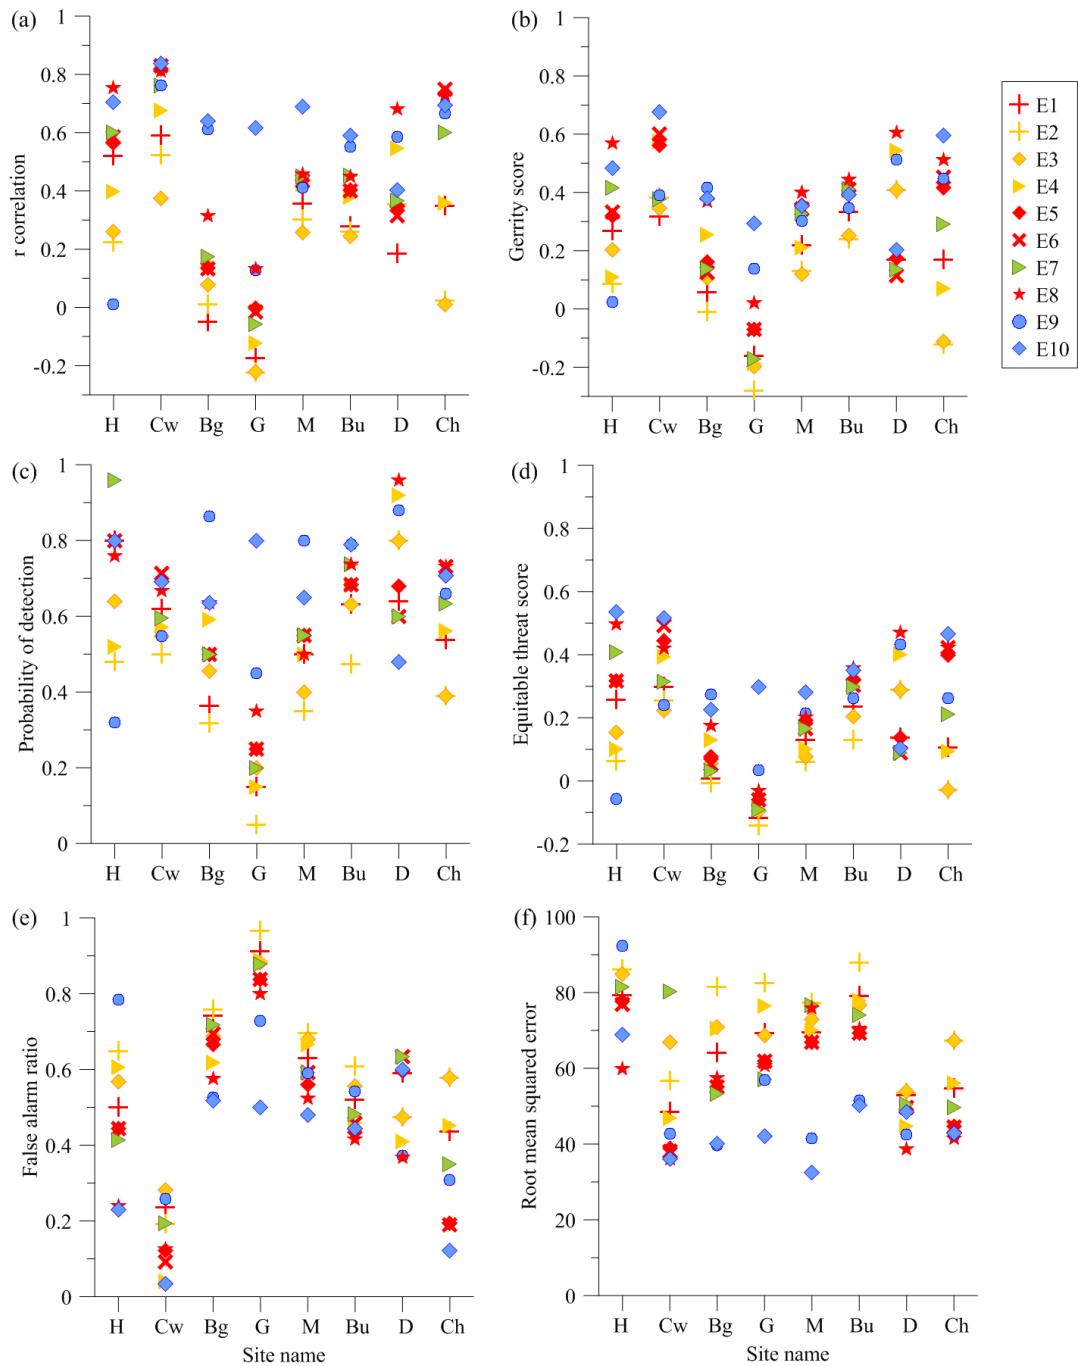 (a)
1
0.8
0.6
0.4
0.2
0
-0.2
r correlation
H Cw Bg G M Bu D Ch
(b)
1
0.8
0.6
0.4
0.2
0
-0.2
Gerrity score
H Cw Bg G M Bu D Ch
E1
E2
E3
E4
E5
E6
E7
E8
E9
E10
(c)
1
0.8
0.6
0.4
0.2
0
Probability of detection
H Cw Bg G M Bu D Ch
(d)
1
0.8
0.6
0.4
0.2
0
-0.2
Equitable threat score
H Cw Bg G M Bu D Ch
(e)
1
0.8
0.6
0.4
0.2
0
False alarm ratio
H Cw Bg G M Bu D Ch
Site name
(f)
100
80
60
40
20
0
Root mean squared error
H Cw Bg G M Bu D Ch
Site name